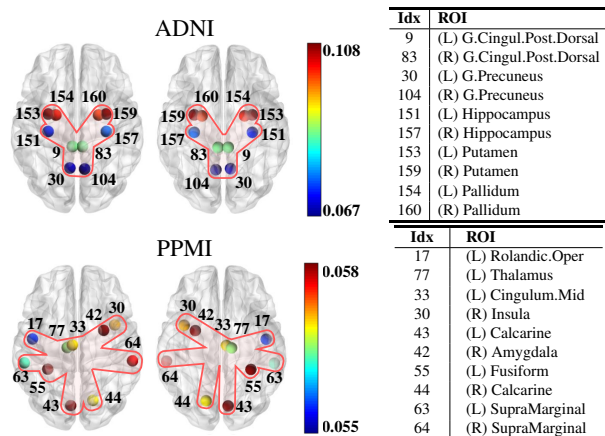 ADNI
0.108
154
160
153
159
151
157
9
83
30
104
160
154
159
153
157
151
83
9
104
30
0.067
Idx ROI
9 (L) G.Cingul.Post.Dorsal
83 (R) G.Cingul.Post.Dorsal
30 (L) G.Precuneus
104 (R) G.Precuneus
151 (L) Hippocampus
157 (R) Hippocampus
153 (L) Putamen
159 (R) Putamen
154 (L) Pallidum
160 (R) Pallidum
PPMI
0.058
30
42
33
17
77
64
63
55
43
44
30
42
33
77
17
64
63
55
44
43
0.055
Idx ROI
17 (L) Rolandic.Oper
77 (L) Thalamus
33 (L) Cingulum.Mid
30 (R) Insula
43 (L) Calcarine
42 (R) Amygdala
55 (L) Fusiform
44 (R) Calcarine
63 (L) SupraMarginal
64 (R) SupraMarginal